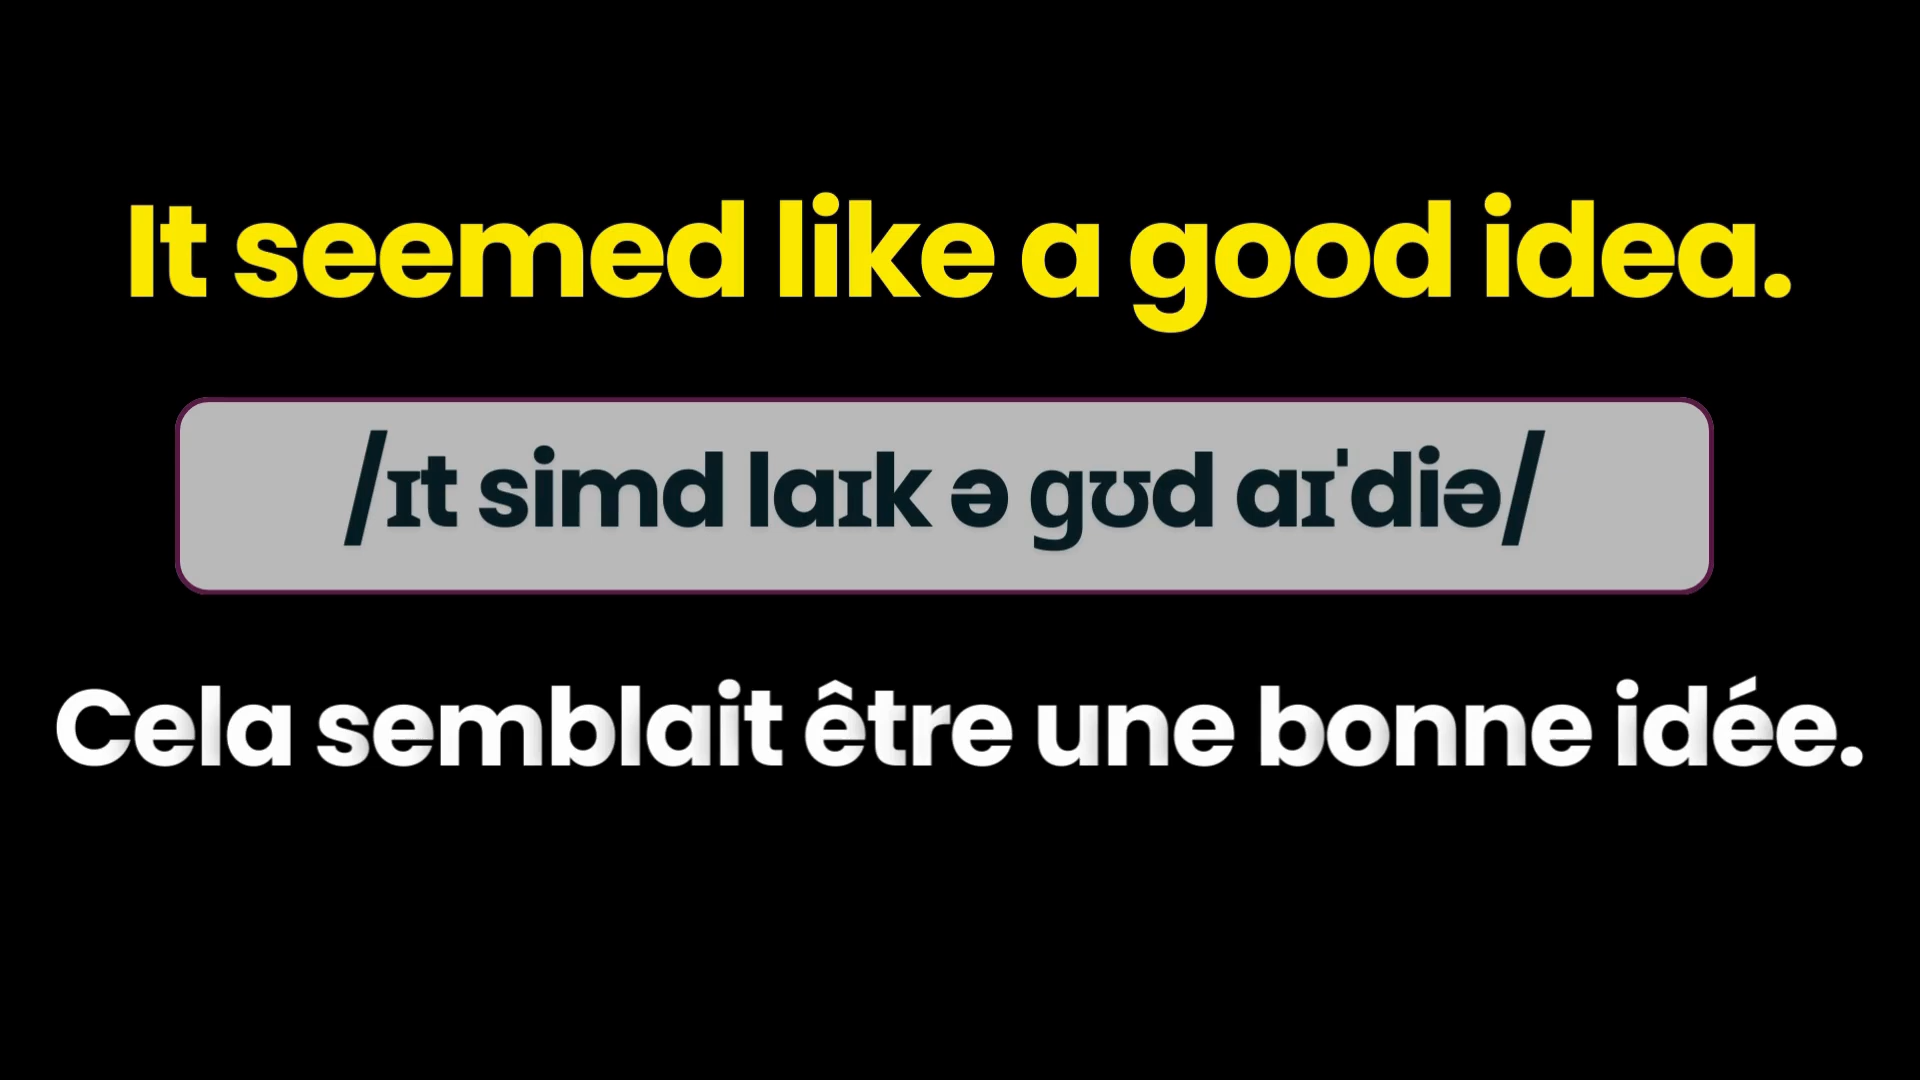 It seemed like a good idea.
/ɪt simd laɪk ə gʊd aɪˈdiə/
Cela semblait être une bonne idée.